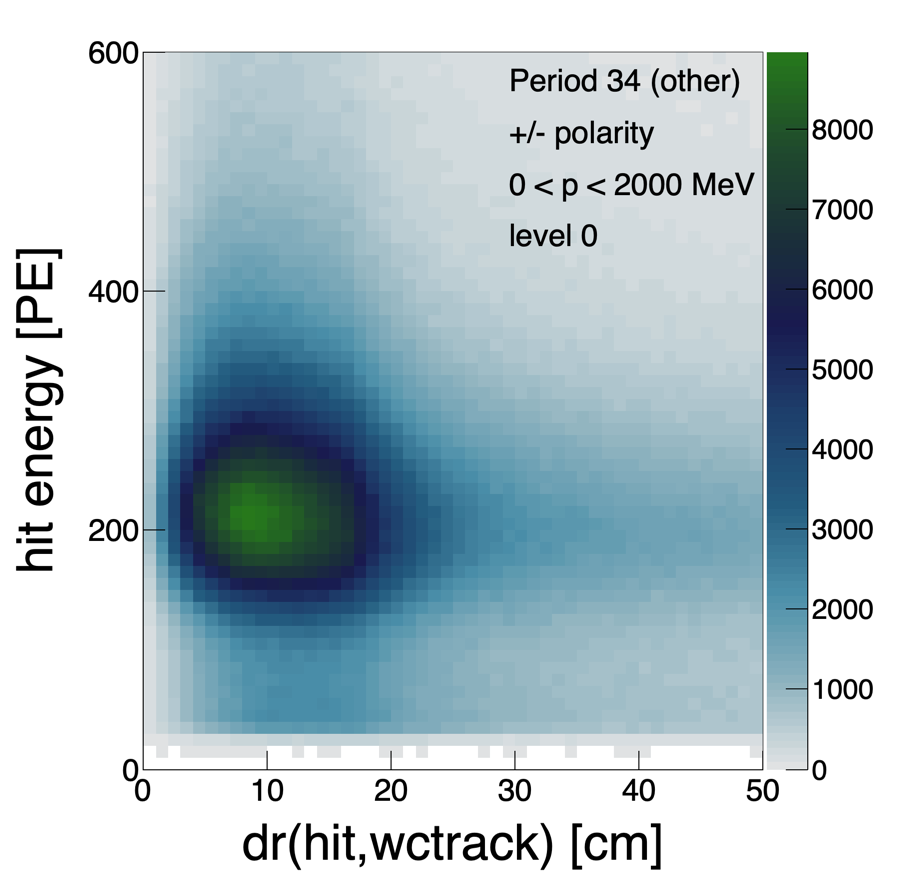 600
400
200
0
hit energy [PE]
Period 34 (other)
+/- polarity
0 < p < 2000 MeV
level 0
8000
7000
6000
5000
4000
3000
2000
1000
0
0 10 20 30 40 50
dr(hit,wctrack) [cm]